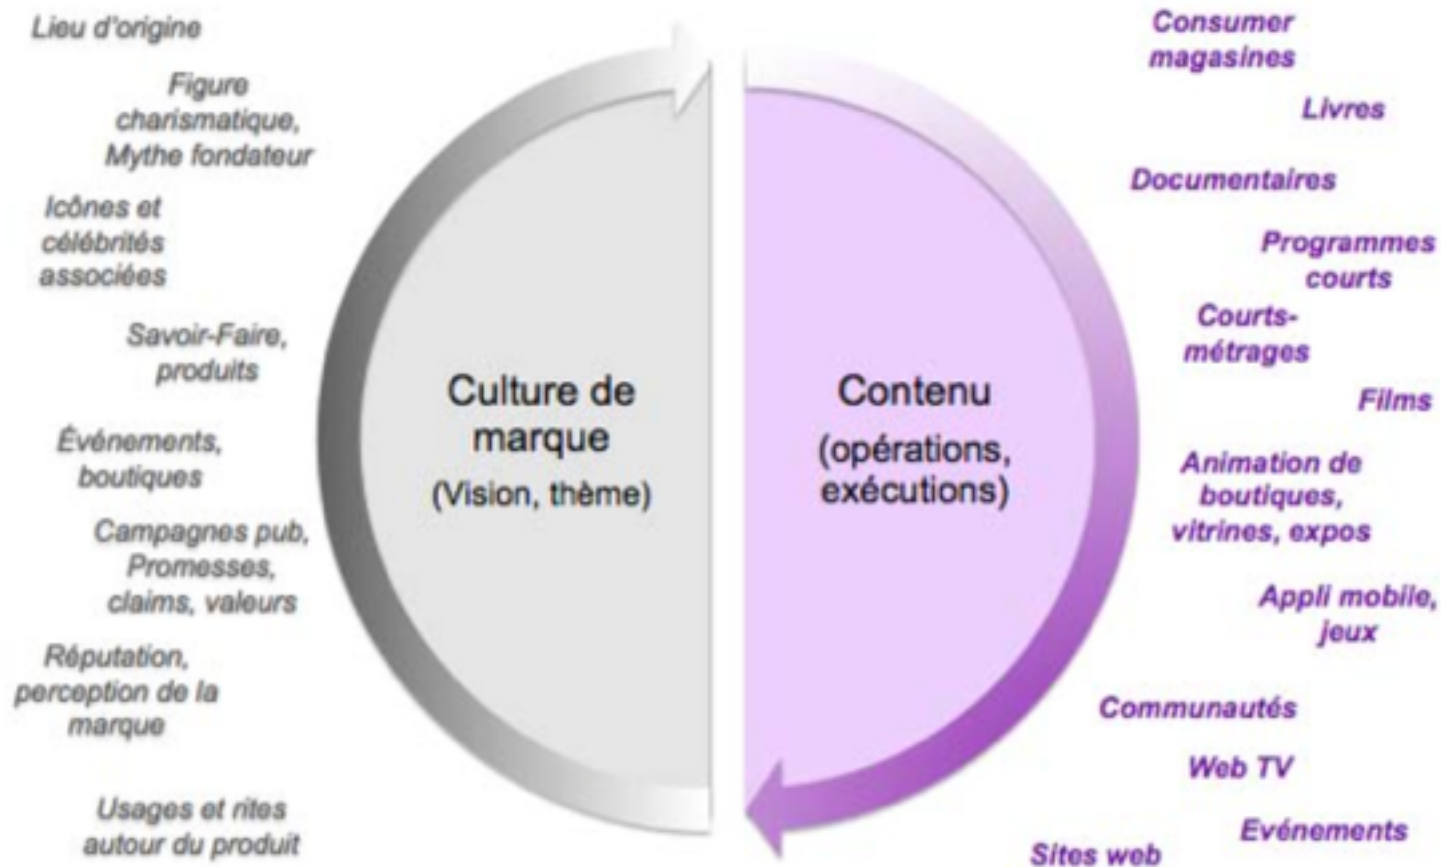 Lieu d'origine
Figure
charismatique,
Mythe fondateur
Icônes et
célébrités
associées
Savoir-Faire,
produits
Événements,
boutiques
Campagnes pub,
Promesses,
claims, valeurs
Réputation,
perception de la
marque
Usages et rites
autour du produit
Culture de
marque
(Vision, thème)
Contenu
(opérations,
exécutions)
Consumer
magasines
Livres
Documentaires
Programmes
courts
Courts-
métrages
Films
Animation de
boutiques,
vitrines, expos
Appli mobile,
jeux
Communautés
Web TV
Evénements
Sites web